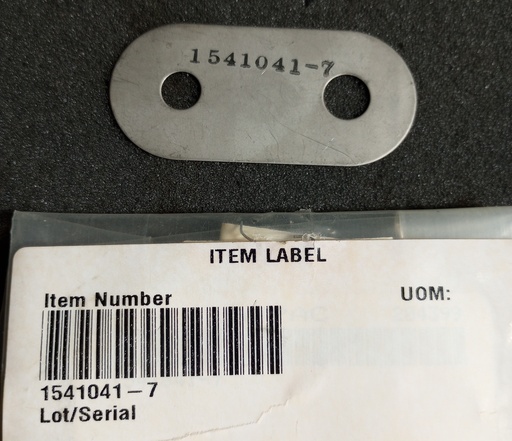 1541041-7
ITEM LABEL
Item Number UOM:
1541041-7
Lot/Serial